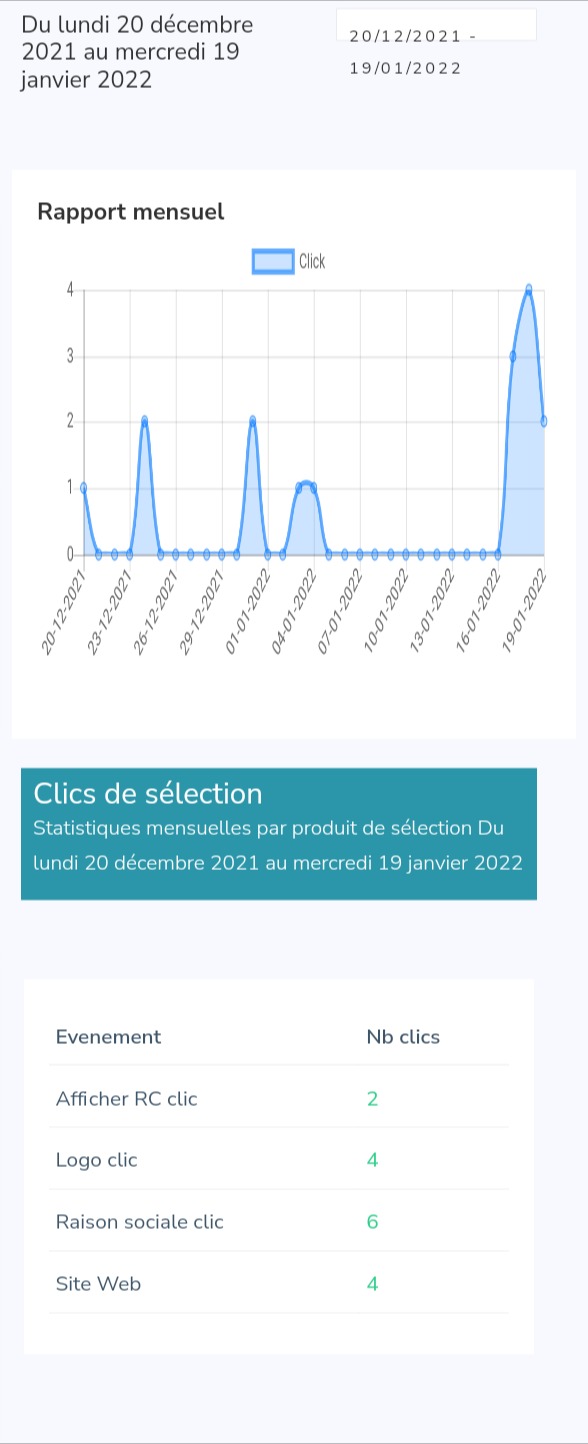 Du lundi 20 décembre
2021 au mercredi 19
janvier 2022
20/12/2021 -
19/01/2022
Rapport mensuel
Click
4
3
2
1
0
20-12-2021
23-12-2021
26-12-2021
29-12-2021
01-01-2022
04-01-2022
07-01-2022
10-01-2022
13-01-2022
16-01-2022
19-01-2022
Clics de sélection
Statistiques mensuelles par produit de sélection Du
lundi 20 décembre 2021 au mercredi 19 janvier 2022
Evenement Nb clics
Afficher RC clic 2
Logo clic 4
Raison sociale clic 6
Site Web 4